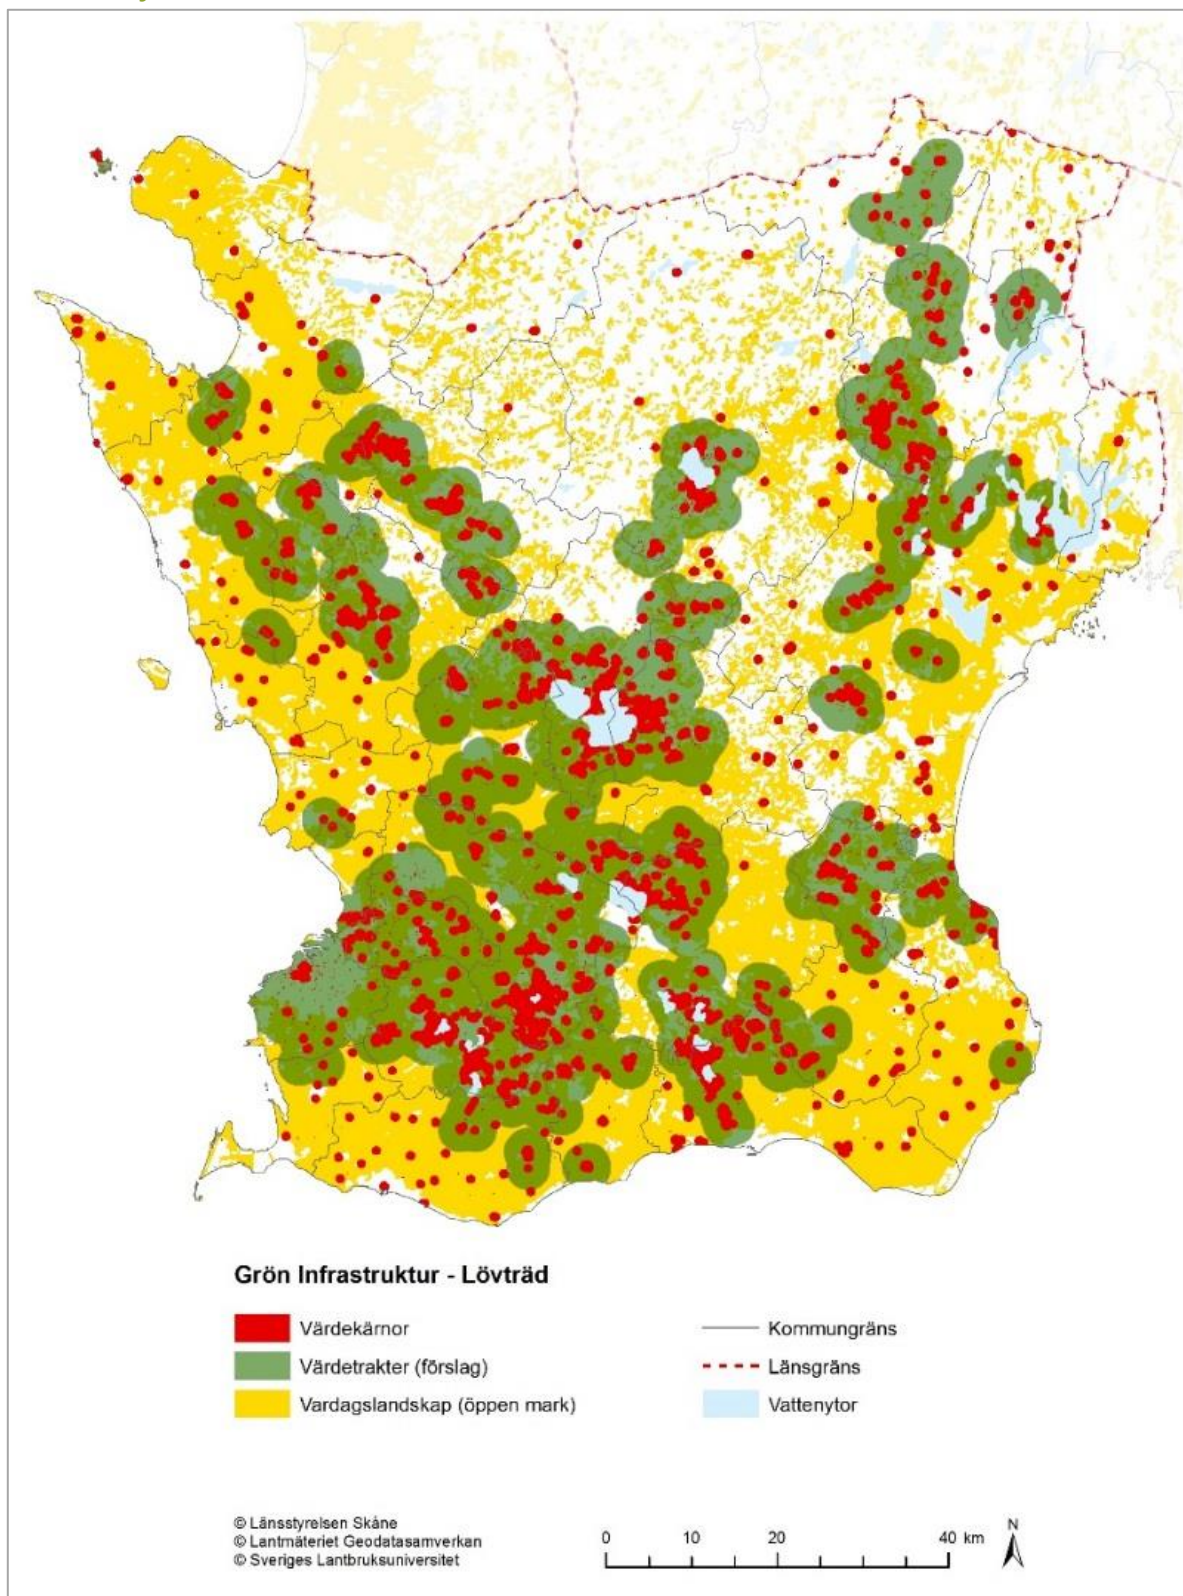 Grön Infrastruktur - Lövträd
Värdekärnor
Värdetrakter (förslag)
Vardagslandskap (öppen mark)
Kommungräns
Länsgräns
Vattenytor
© Länsstyrelsen Skåne
© Lantmäteriet Geodatasamverkan
© Sveriges Lantbruksuniversitet
0 10 20 40 km
N